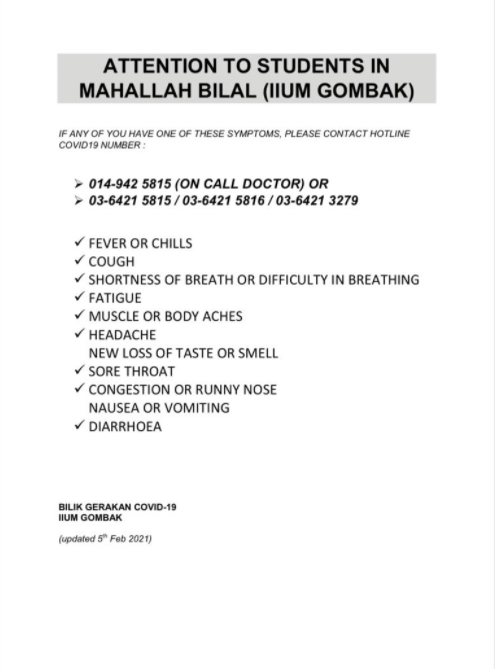 ATTENTION TO STUDENTS IN
MAHALLAH BILAL (IIUM GOMBAK)
IF ANY OF YOU HAVE ONE OF THESE SYMPTOMS, PLEASE CONTACT HOTLINE
COVID19 NUMBER :
➢ 014-942 5815 (ON CALL DOCTOR) OR
➢ 03-6421 5815 / 03-6421 5816 / 03-6421 3279
✓ FEVER OR CHILLS
✓ COUGH
✓ SHORTNESS OF BREATH OR DIFFICULTY IN BREATHING
✓ FATIGUE
✓ MUSCLE OR BODY ACHES
✓ HEADACHE
NEW LOSS OF TASTE OR SMELL
✓ SORE THROAT
✓ CONGESTION OR RUNNY NOSE
NAUSEA OR VOMITING
✓ DIARRHOEA
BILIK GERAKAN COVID-19
IIUM GOMBAK
(updated 5th Feb 2021)